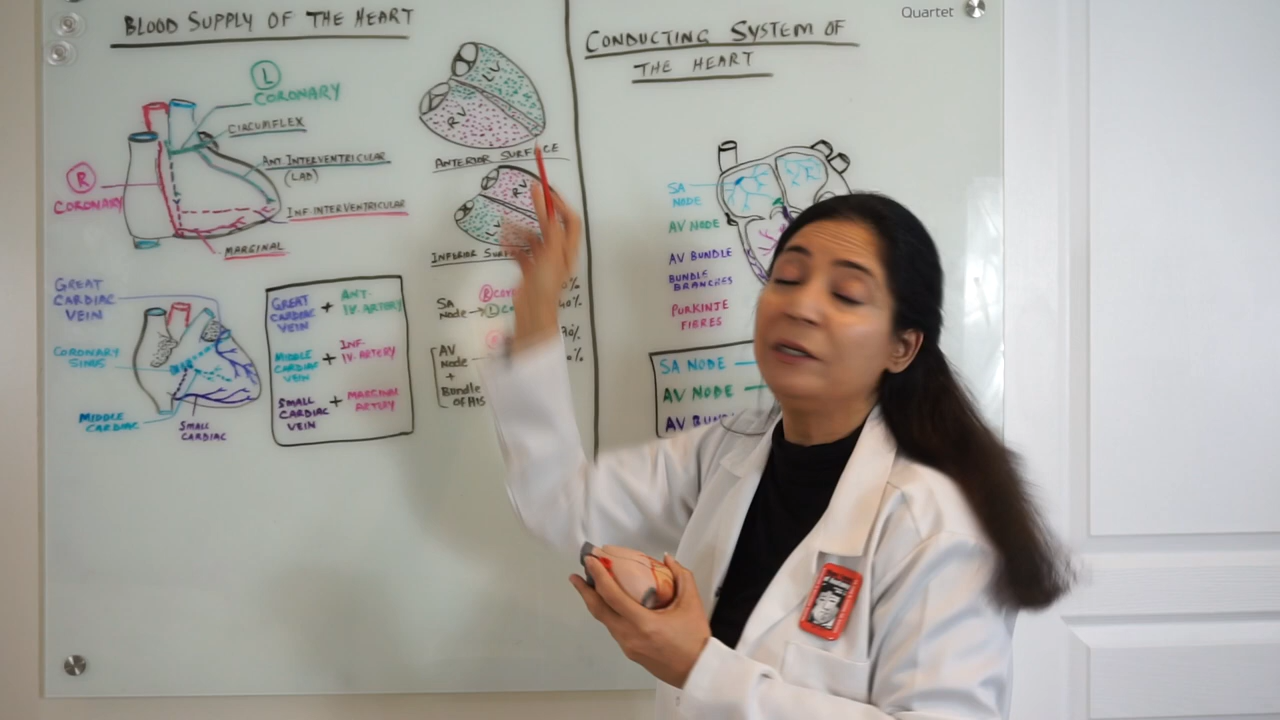 BLOOD SUPPLY OF THE HEART
L
CORONARY
CIRCUMFLEX
ANT. INTERVENTRICULAR
(LAD)
R
CORONARY
INF. INTERVENTRICULAR
MARGINAL
LV
RV
ANTERIOR SURFACE
RV
INFERIOR
GREAT
CARDIAC
VEIN
CORONARY
SINUS
MIDDLE
CARDIAC
SMALL
CARDIAC
GREAT
CARDIAC
VEIN
+
ANT.
IV. ARTERY
MIDDLE
CARDIAC
VEIN
+
INF.
IV. ARTERY
SMALL
CARDIAC
VEIN
+
MARGINAL
ARTERY
SA
Node
R
L
AV
Node
+
Bundle
OF HIS
CONDUCTING SYSTEM OF
THE HEART
SA
NODE
AV NODE
AV BUNDLE
BUNDLE
BRANCHES
PURKINJE
FIBRES
SA NODE
AV NODE
AV
Quartet